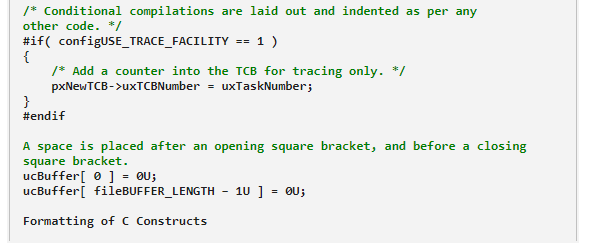 /* Conditional compilations are laid out and indented as per any
other code. */
#if( configUSE_TRACE_FACILITY == 1 )
{
    /* Add a counter into the TCB for tracing only. */
    pxNewTCB->uxTCBNumber = uxTaskNumber;
}
#endif

A space is placed after an opening square bracket, and before a closing
square bracket.
ucBuffer[ 0 ] = 0U;
ucBuffer[ fileBUFFER_LENGTH - 1U ] = 0U;

Formatting of C Constructs